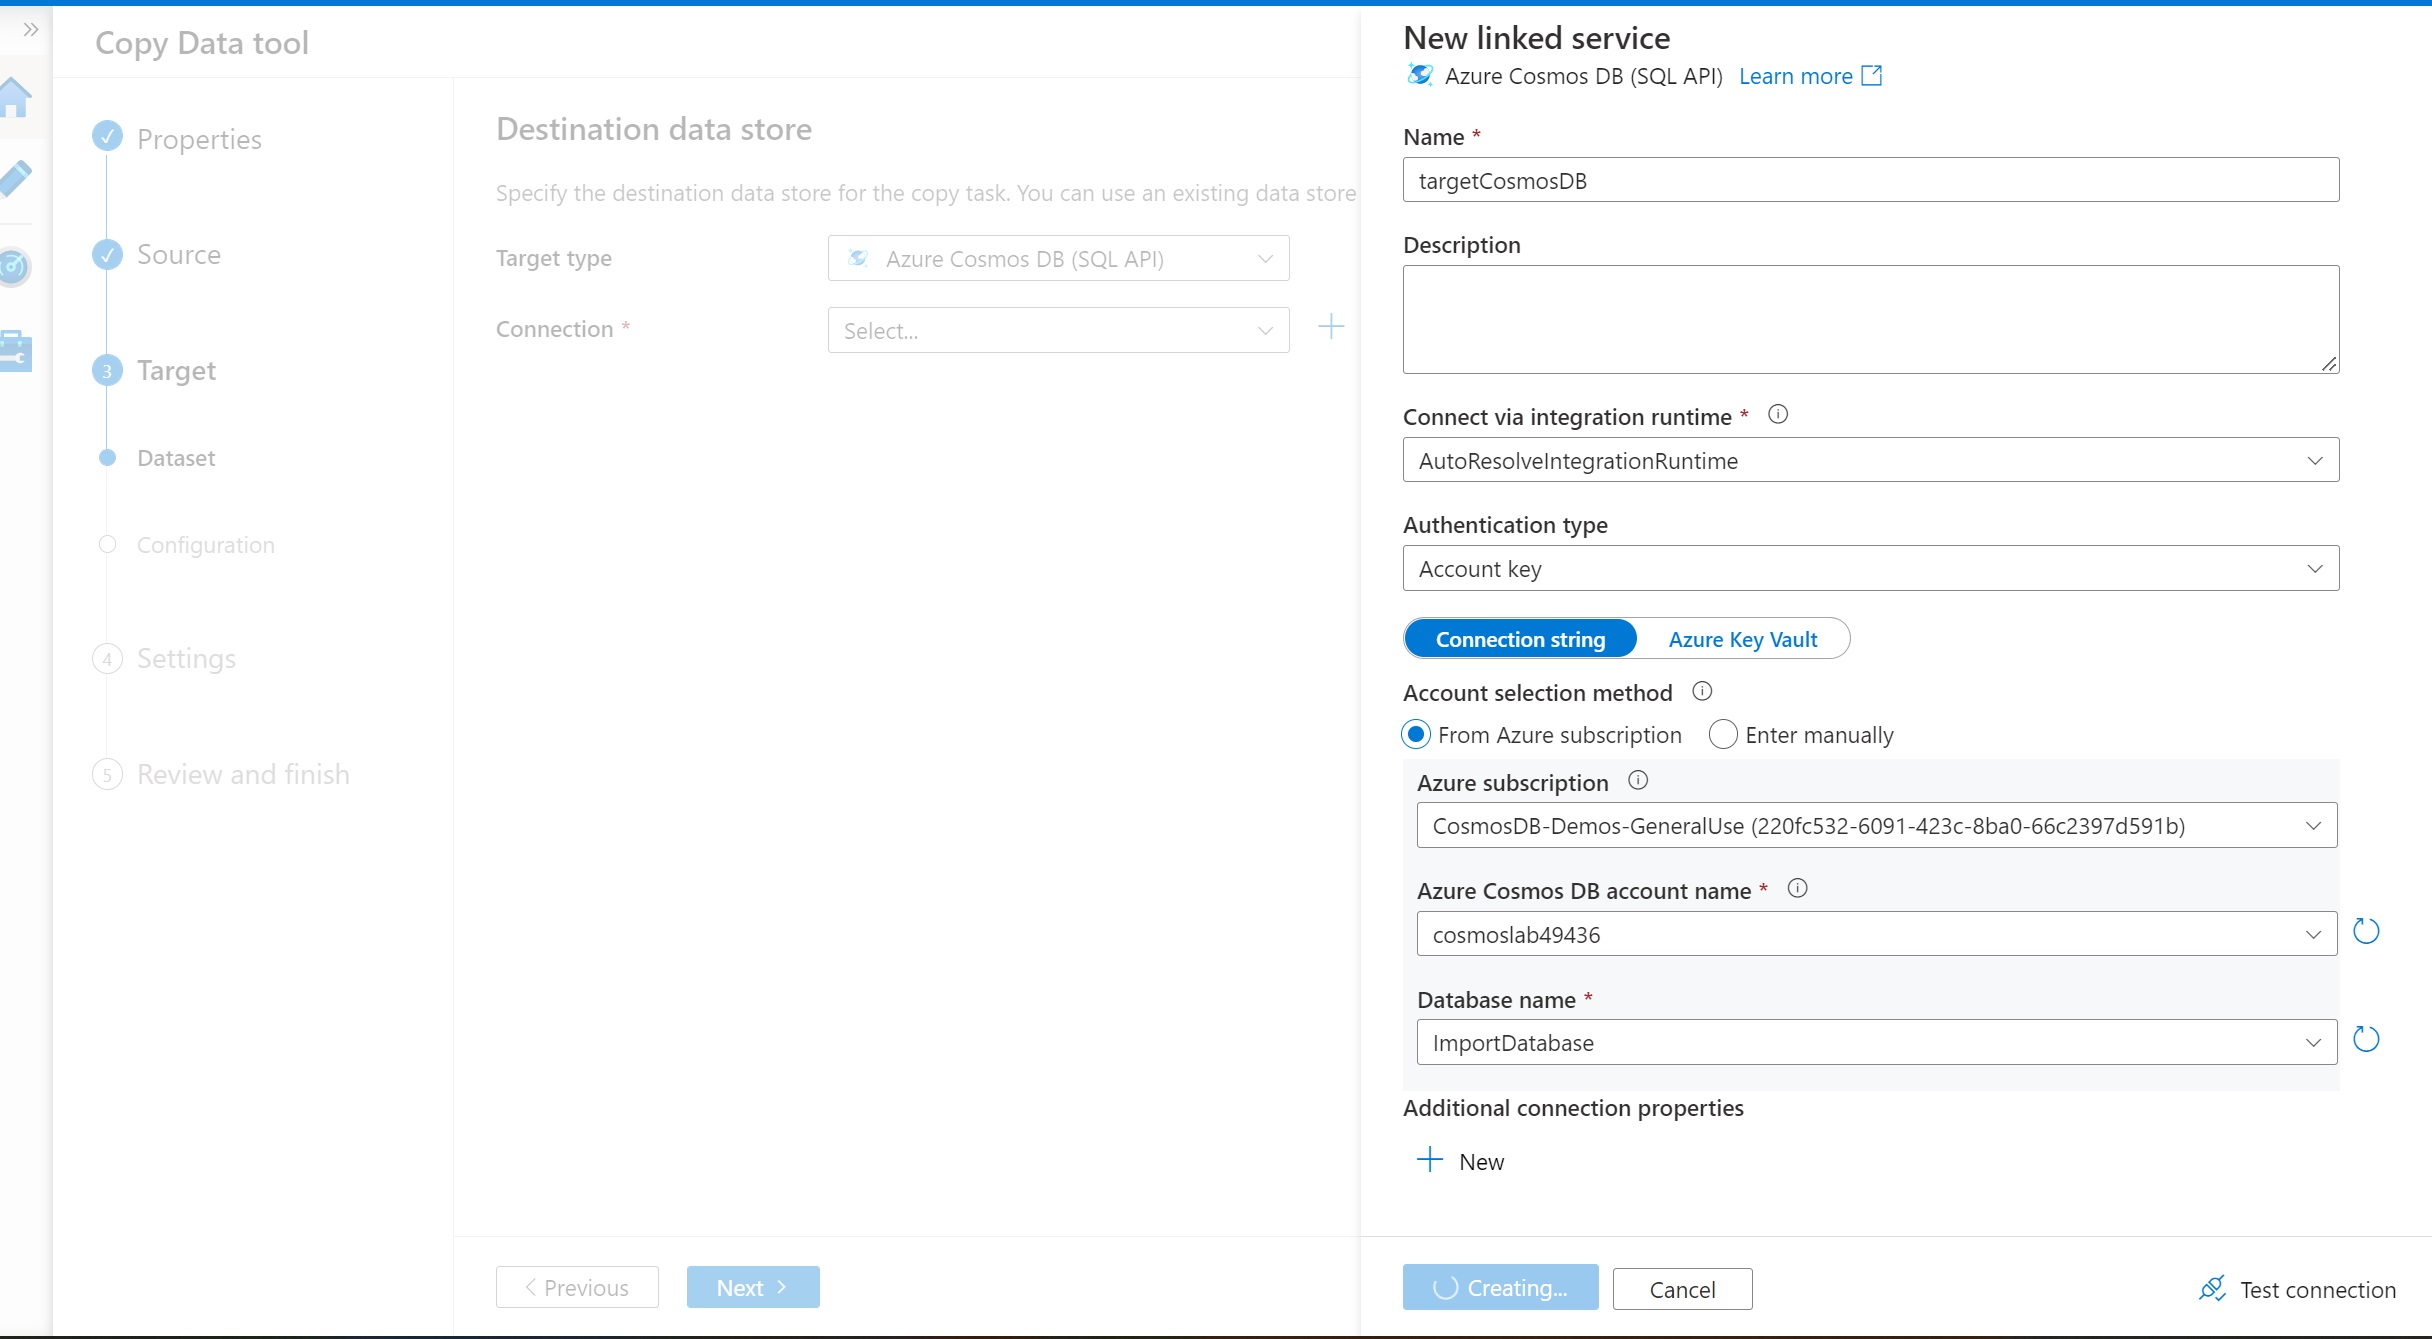 Copy Data tool
Properties
Source
3 Target
Dataset
Configuration
4 Settings
5 Review and finish
Destination data store
Specify the destination data store for the copy task. You can use an existing data store
Target type
Azure Cosmos DB (SQL API)
Connection *
Select...
Previous
Next
New linked service
Azure Cosmos DB (SQL API) Learn more
Name *
targetCosmosDB
Description
Connect via integration runtime *
AutoResolveIntegrationRuntime
Authentication type
Account key
Connection string Azure Key Vault
Account selection method
From Azure subscription Enter manually
Azure subscription
CosmosDB-Demos-GeneralUse (220fc532-6091-423c-8ba0-66c2397d591b)
Azure Cosmos DB account name *
cosmoslab49436
Database name *
ImportDatabase
Additional connection properties
New
Creating... Cancel Test connection